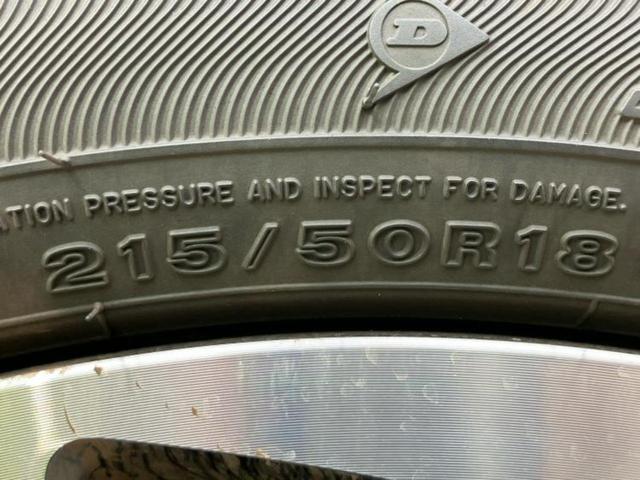 D
ATION PRESSURE AND INSPECT FOR DAMAGE.
215/50R18